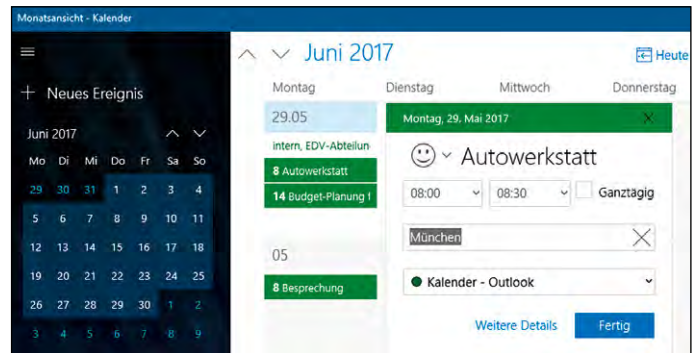 Monatsansicht - Kalender
Neues Ereignis
Juni 2017
Mo Di Mi Do Fr Sa So
29 30 31 1 2 3 4
5 6 7 8 9 10 11
12 13 14 15 16 17 18
19 20 21 22 23 24 25
26 27 28 29 30 1 2
3 4 5 6 7 8 9
Juni 2017
Heute
Montag Dienstag Mittwoch Donnerstag
29.05
intern, EDV-Abteilun
8 Autowerkstatt
14 Budget-Planung f
05
8 Besprechung
Montag, 29. Mai 2017
Autowerkstatt
08:00 08:30 Ganztägig
München
Kalender - Outlook
Weitere Details Fertig